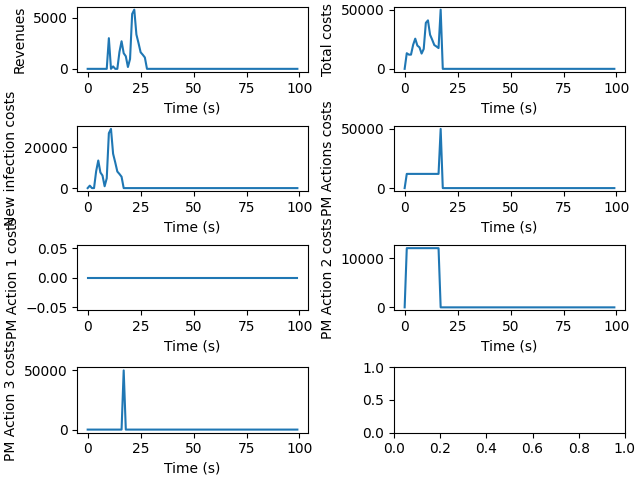 Revenues
5000
0
0 25 50 75 100
Time (s)
Total costs
50000
0
0 25 50 75 100
Time (s)
New infection costs
20000
0
0 25 50 75 100
Time (s)
PM Actions costs
50000
0
0 25 50 75 100
Time (s)
PM Action 1 costs
0.05
0.00
−0.05
0 25 50 75 100
Time (s)
PM Action 2 costs
10000
0
0 25 50 75 100
Time (s)
PM Action 3 costs
50000
0
0 25 50 75 100
Time (s)
1.0
0.5
0.0
0.0 0.2 0.4 0.6 0.8 1.0